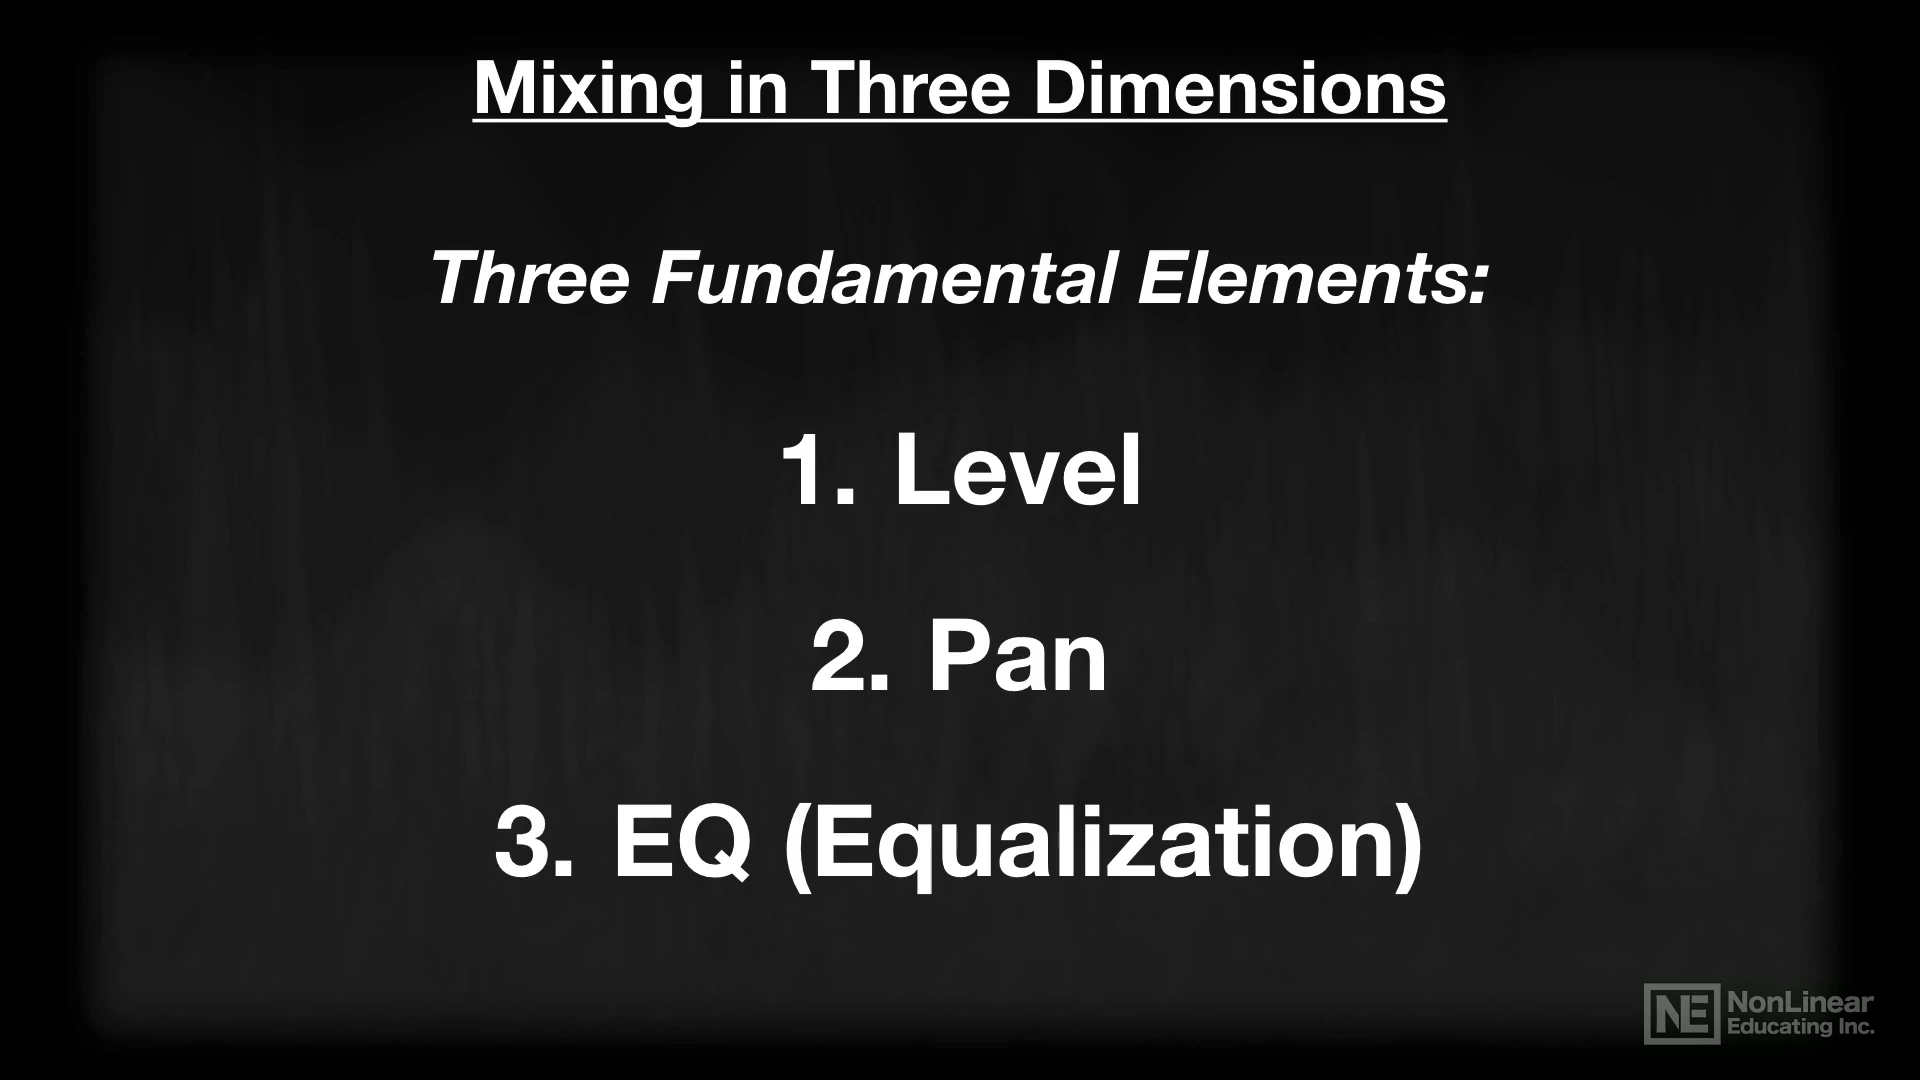 Mixing in Three Dimensions
Three Fundamental Elements:
1. Level
2. Pan
3. EQ (Equalization)
NE NonLinear
Educating Inc.